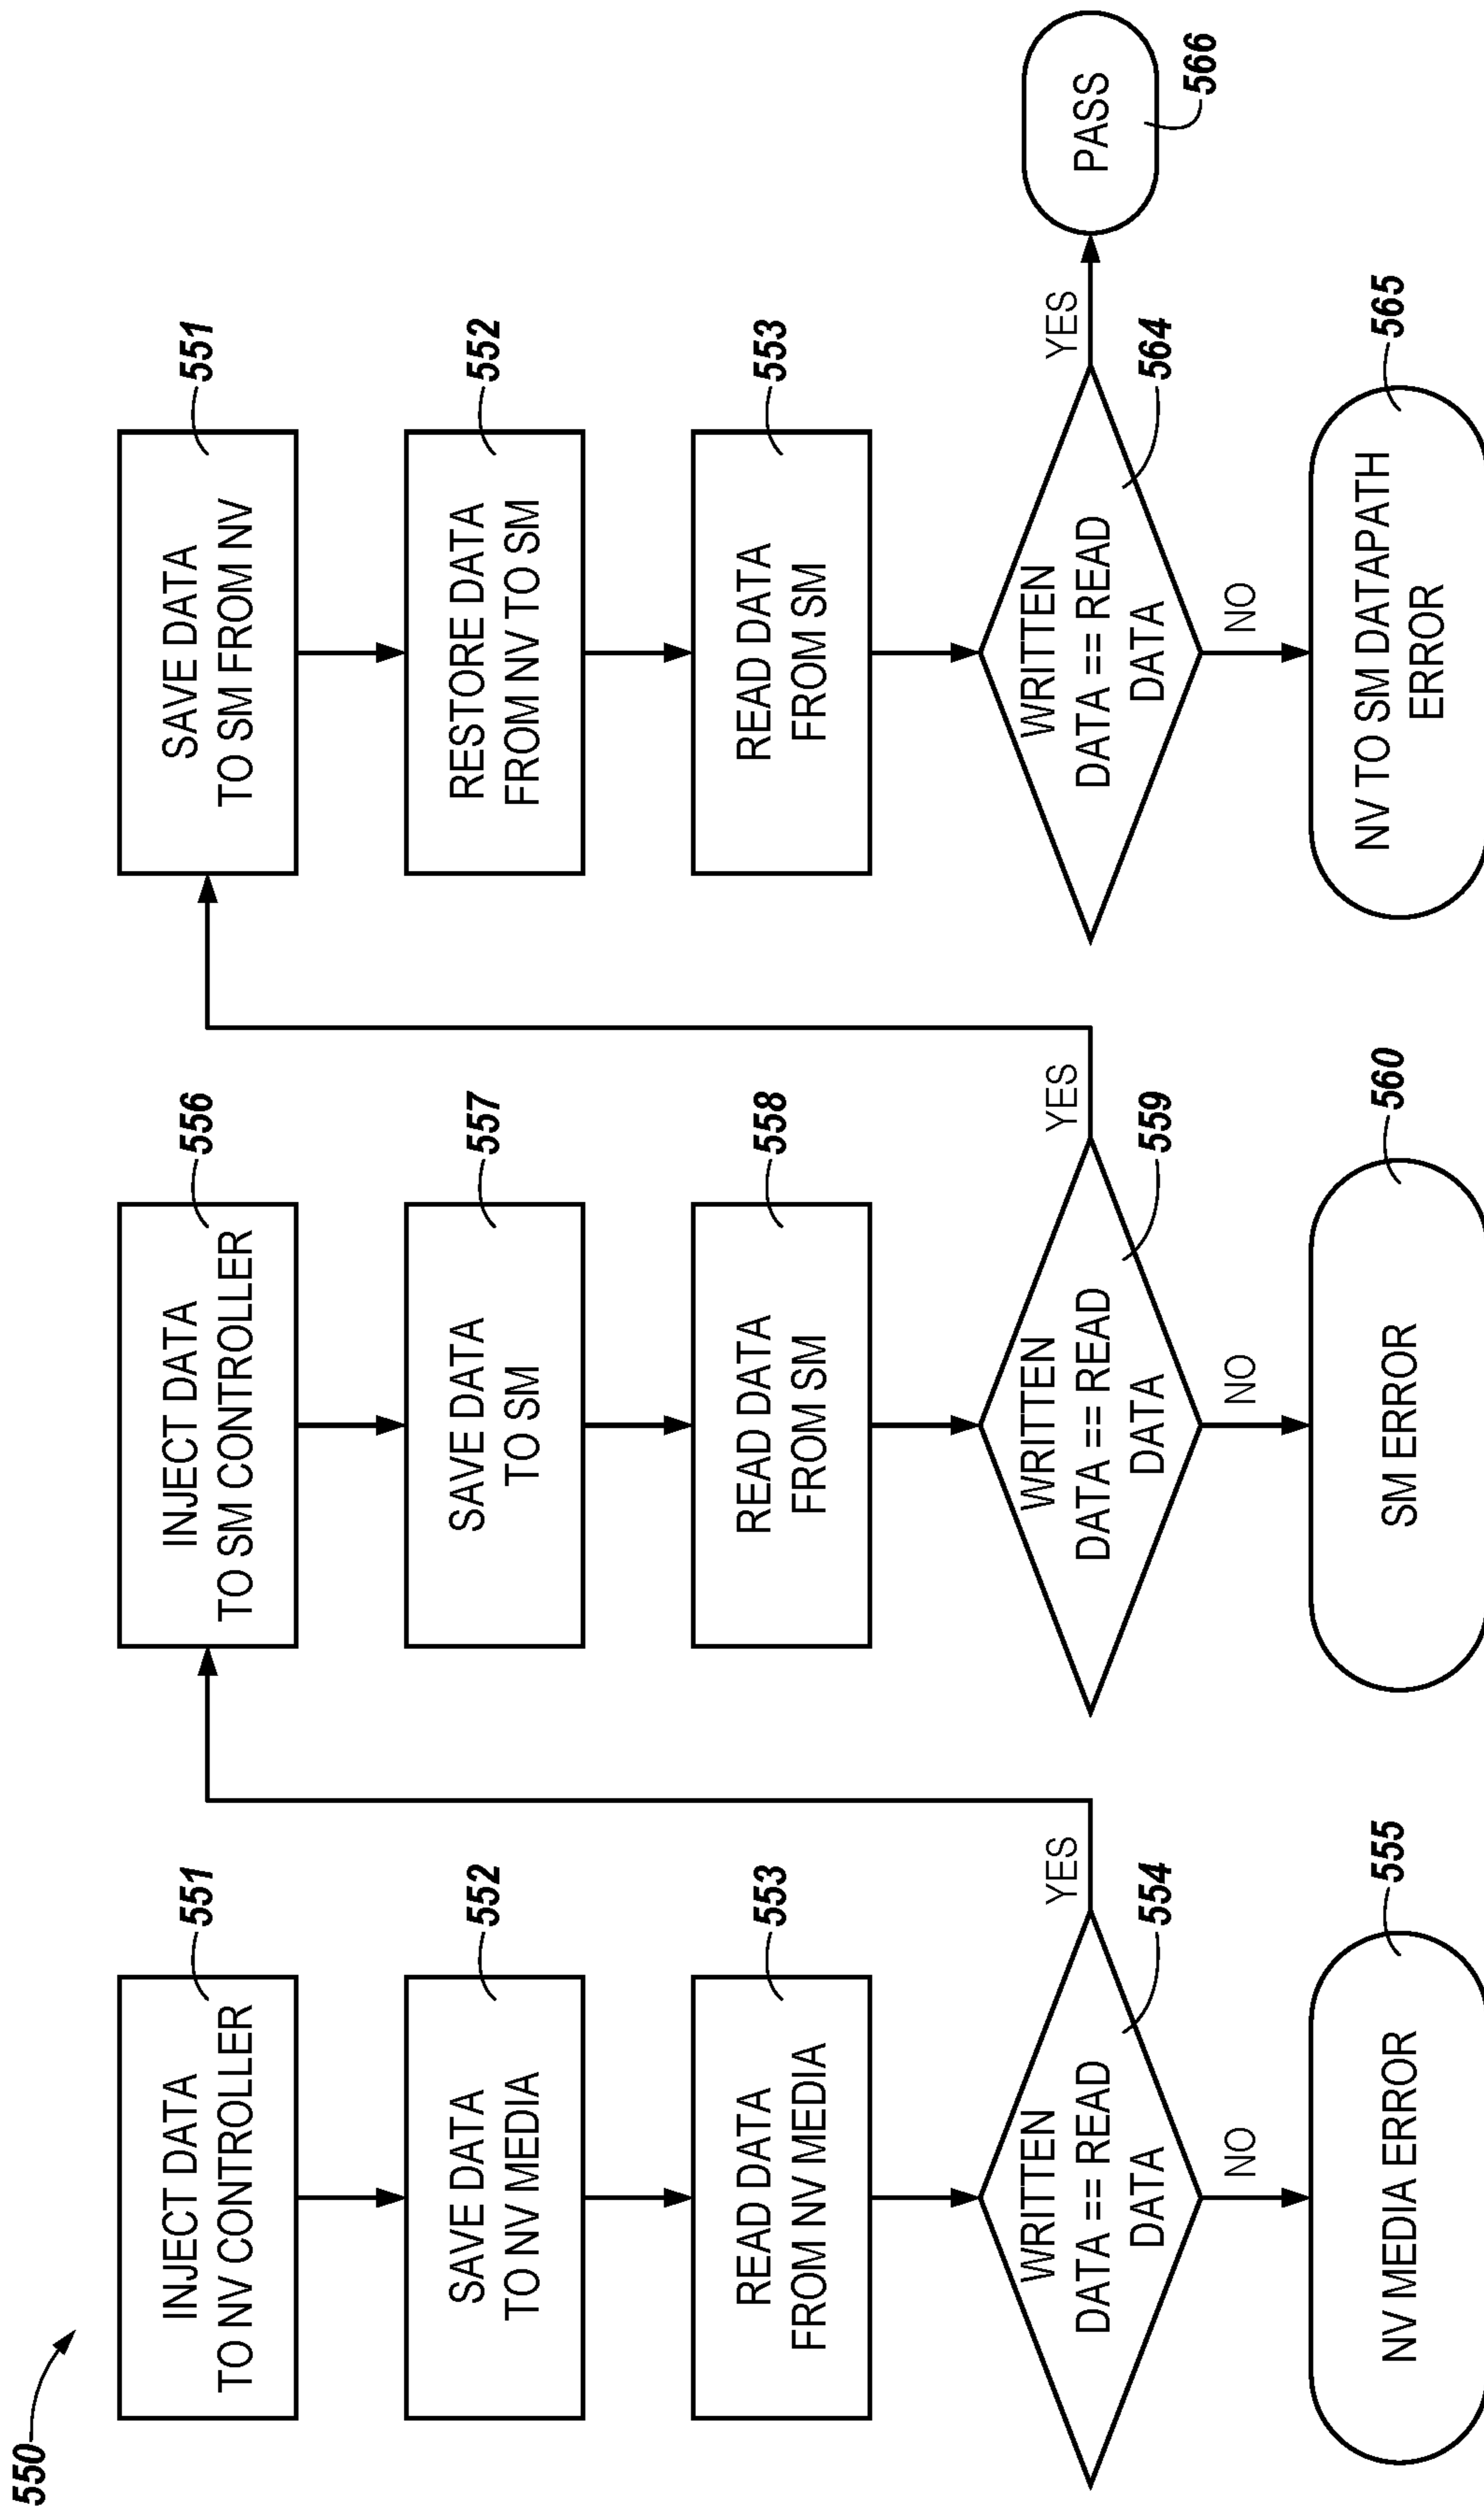 550
INJECT DATA
TO NV CONTROLLER
551
SAVE DATA
TO NV MEDIA
552
READ DATA
FROM NV MEDIA
553
WRITTEN
DATA == READ
DATA
554
YES
NO
NV MEDIA ERROR
555
INJECT DATA
TO SM CONTROLLER
556
SAVE DATA
TO SM
557
READ DATA
FROM SM
558
WRITTEN
DATA == READ
DATA
559
YES
NO
SM ERROR
560
SAVE DATA
TO SM FROM NV
551
RESTORE DATA
FROM NV TO SM
552
READ DATA
FROM SM
553
WRITTEN
DATA == READ
DATA
564
YES
NO
NV TO SM DATAPATH
ERROR
565
PASS
566